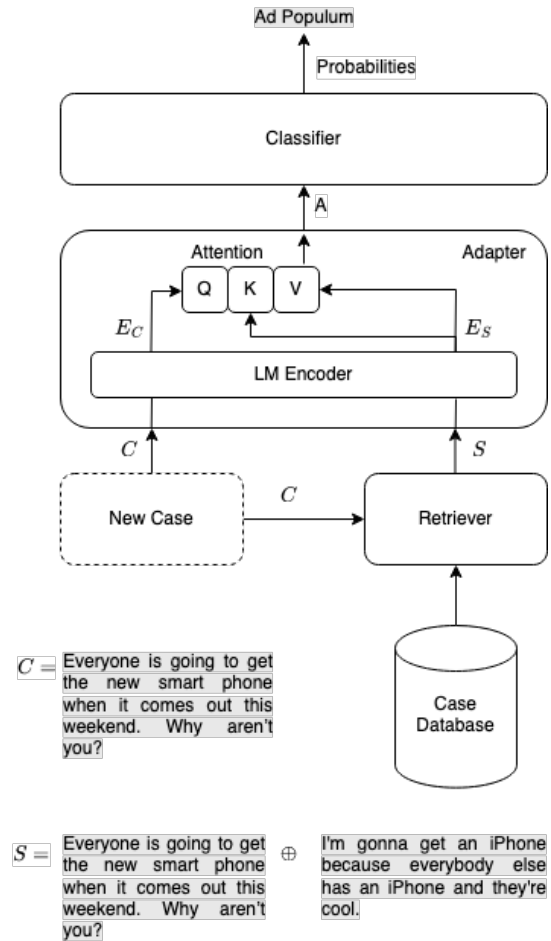 Ad Populum
Probabilities
Classifier
A
Attention
Adapter
Q K V
E_C
E_S
LM Encoder
C
S
New Case
C
Retriever
Case
Database
C = Everyone is going to get
the new smart phone
when it comes out this
weekend. Why aren't
you?
S = Everyone is going to get ⊕ I'm gonna get an iPhone
the new smart phone because everybody else
when it comes out this has an iPhone and they're
weekend. Why aren't cool.
you?